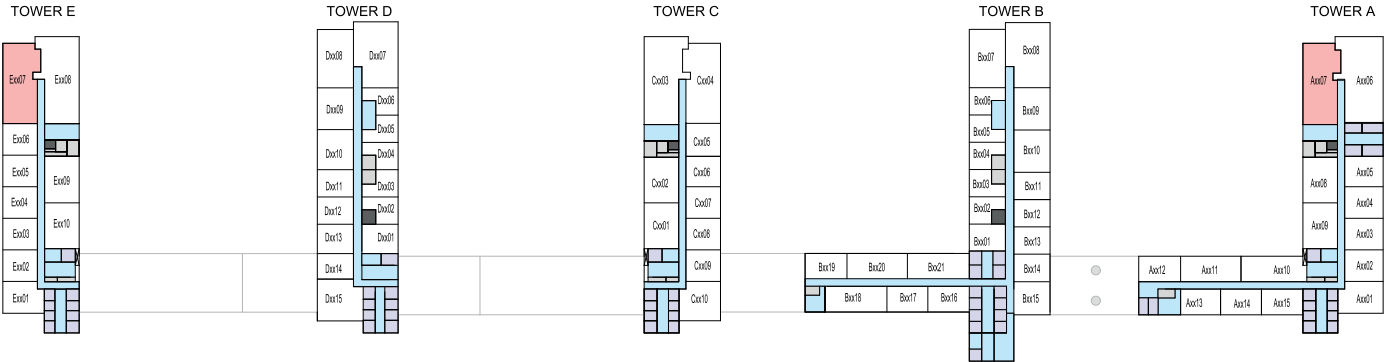 TOWER E
TOWER D
TOWER C
TOWER B
TOWER A
Exx07
Exx08
Exx06
Exx05
Exx09
Exx04
Exx10
Exx03
Exx02
Exx01
Dxx08
Dxx07
Dxx09
Dxx06
Dxx05
Dxx10
Dxx04
Dxx11
Dxx03
Dxx12
Dxx02
Dxx13
Dxx01
Dxx14
Dxx15
Cxx03
Cxx04
Cxx05
Cxx02
Cxx06
Cxx07
Cxx01
Cxx08
Cxx09
Cxx10
Bxx07
Bxx08
Bxx06
Bxx09
Bxx05
Bxx04
Bxx10
Bxx03
Bxx11
Bxx02
Bxx12
Bxx01
Bxx13
Bxx19
Bxx20
Bxx21
Bxx14
Bxx18
Bxx17
Bxx16
Bxx15
Axx07
Axx06
Axx05
Axx08
Axx04
Axx09
Axx03
Axx12
Axx11
Axx10
Axx02
Axx13
Axx14
Axx15
Axx01